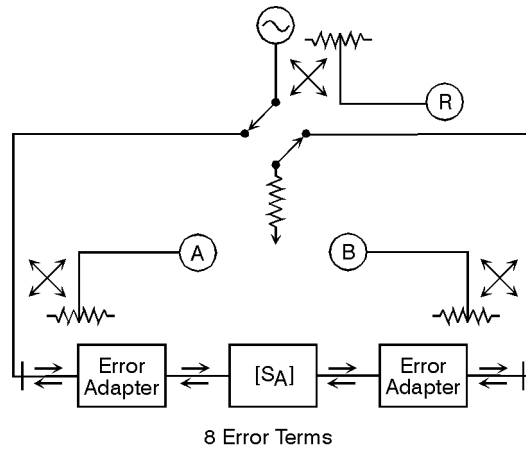 R
A
B
Error
Adapter
[SA]
Error
Adapter
8 Error Terms